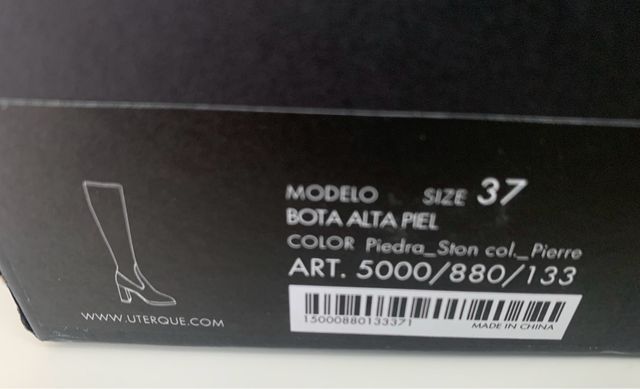 MODELO SIZE 37
BOTA ALTA PIEL
COLOR Piedra_Ston col._Pierre
ART. 5000/880/133
15000880133371
MADE IN CHINA
WWW.UTERQUE.COM